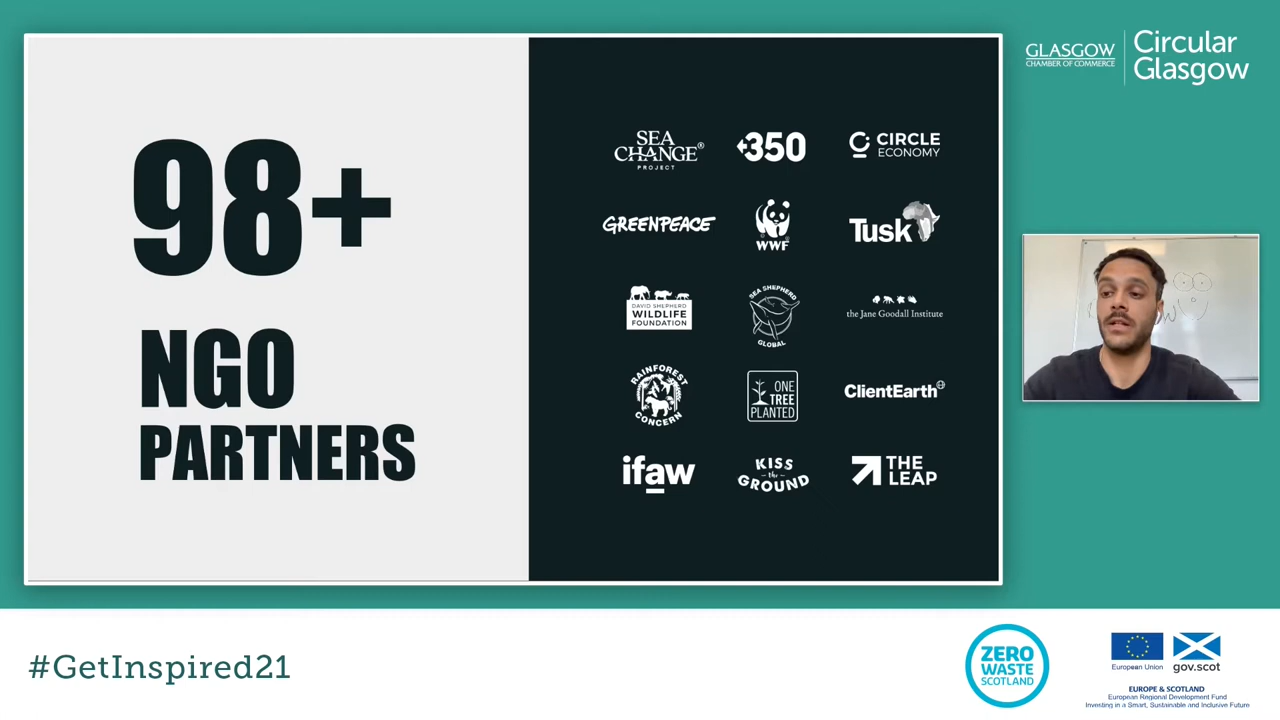 98+
NGO
PARTNERS
SEA
CHANGE®
PROJECT
350
CIRCLE
ECONOMY
GREENPEACE
WWF
Tusk
DAVID SHEPHERD
WILDLIFE
FOUNDATION
SEA SHEPHERD
GLOBAL
the Jane Goodall Institute
RAINFOREST
CONCERN
ONE
TREE
PLANTED
ClientEarth
ifaw
KISS
the
GROUND
THE
LEAP
GLASGOW
CHAMBER OF COMMERCE
Circular
Glasgow
#GetInspired21
ZERO
WASTE
SCOTLAND
European Union
gov.scot
EUROPE & SCOTLAND
European Regional Development Fund
Investing in a Smart, Sustainable and Inclusive Future